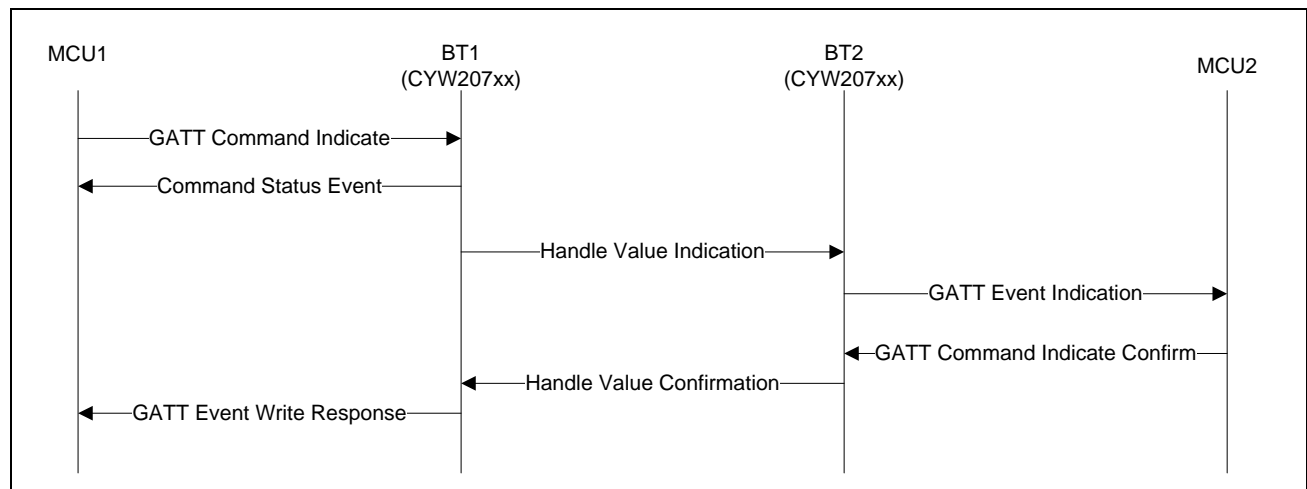 MCU1
BT1
(CYW207xx)
BT2
(CYW207xx)
MCU2
GATT Command Indicate
Command Status Event
Handle Value Indication
GATT Event Indication
GATT Command Indicate Confirm
Handle Value Confirmation
GATT Event Write Response